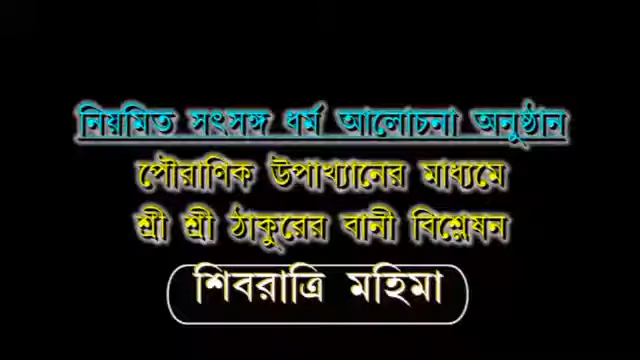 নিয়মিত সৎসঙ্গ ধর্ম আলোচনা অনুষ্ঠান
পৌরাণিক উপাখ্যানের মাধ্যমে
শ্রী শ্রী ঠাকুরের বানী বিশ্লেষন
শিবরাত্রি মহিমা